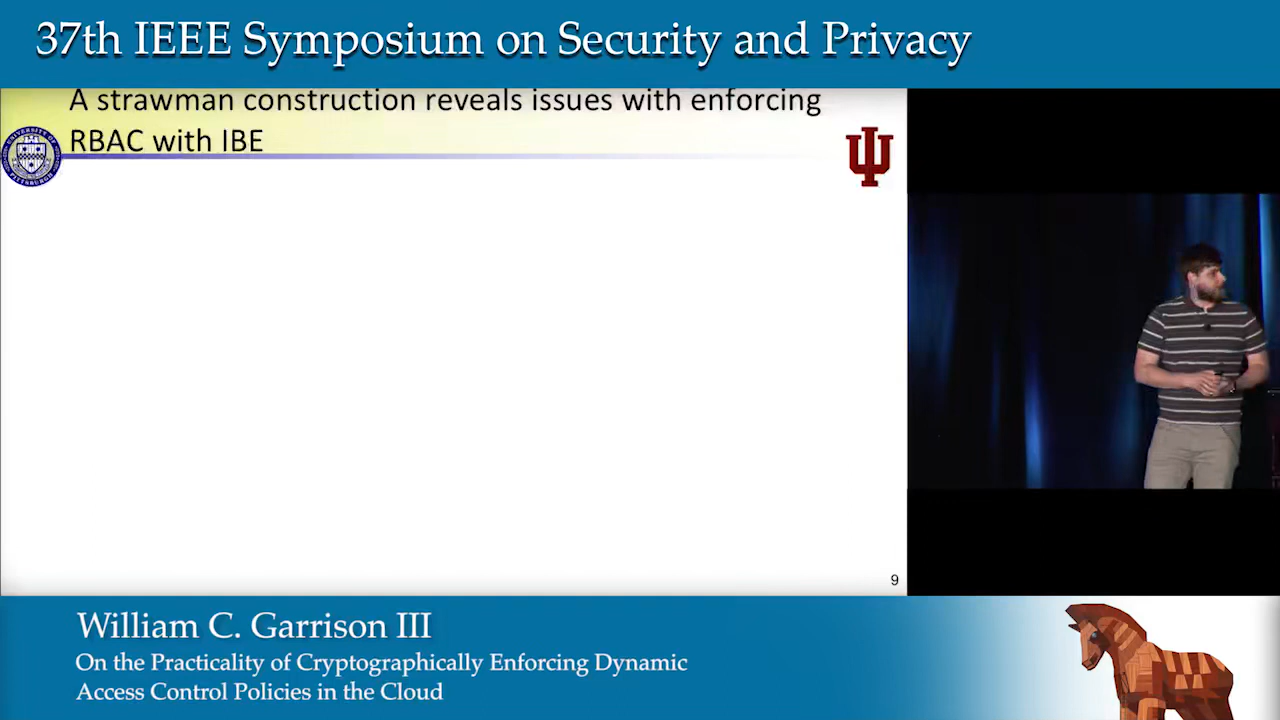 37th IEEE Symposium on Security and Privacy
A strawman construction reveals issues with enforcing
RBAC with IBE
9
William C. Garrison III
On the Practicality of Cryptographically Enforcing Dynamic
Access Control Policies in the Cloud